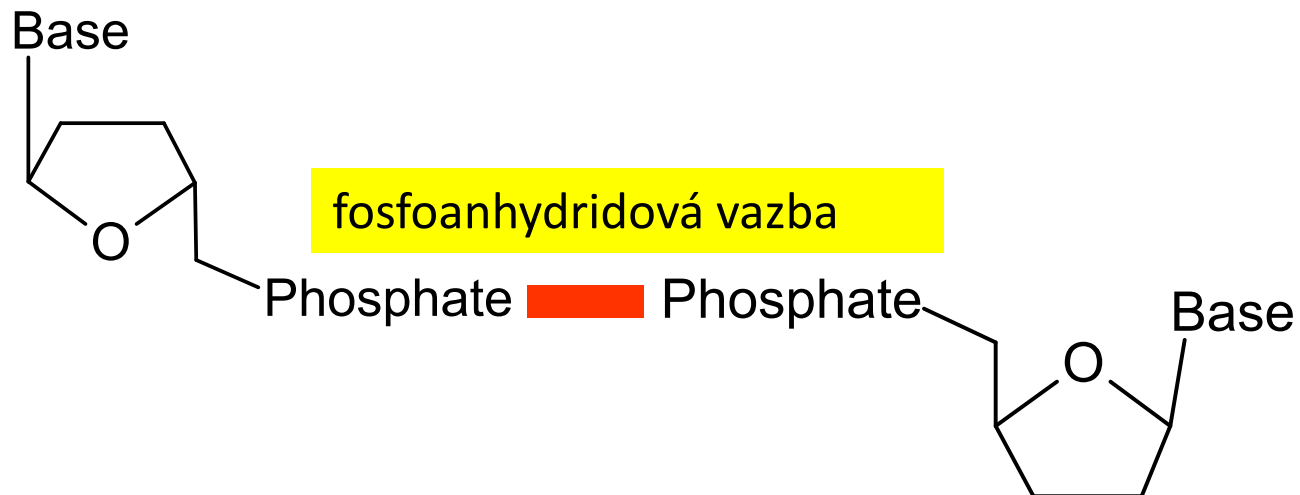 Base
fosfoanhydridová vazba
O
Phosphate Phosphate
Base
O